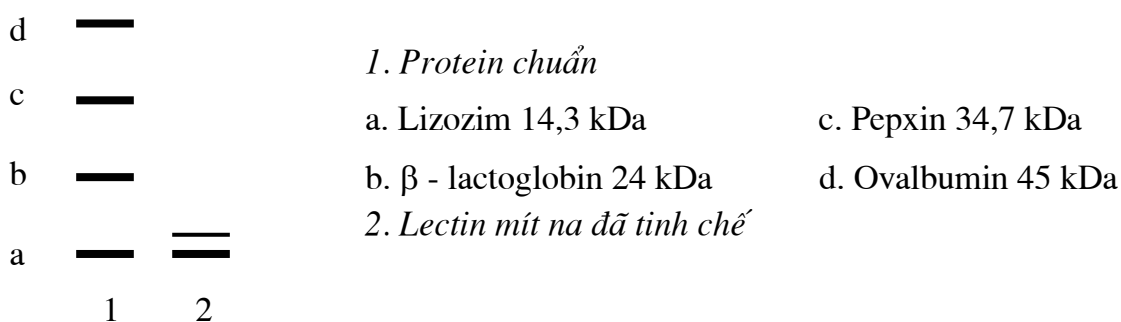 d
1. Protein chuẩn
c
a. Lizozim 14,3 kDa c. Pepxin 34,7 kDa
b
b. β - lactoglobin 24 kDa d. Ovalbumin 45 kDa
2. Lectin mít na đã tinh chế
a
1 2